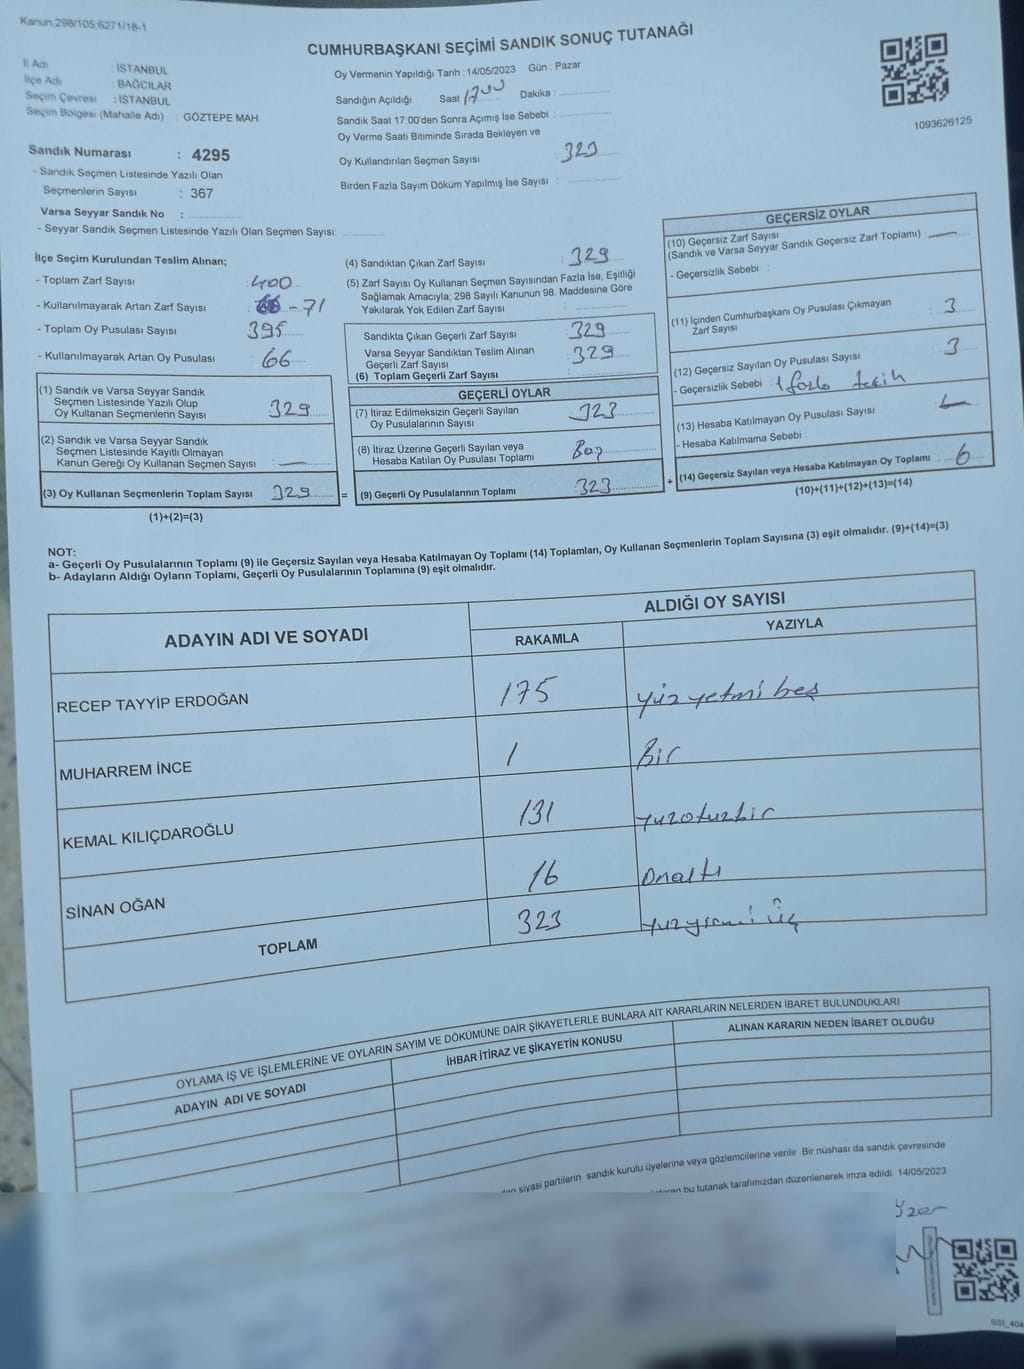 Kanun,298/105,6271/18-1
CUMHURBAŞKANI SEÇİMİ SANDIK SONUÇ TUTANAĞI
İl Adı : İSTANBUL
İlçe Adı : BAĞCILAR
Seçim Çevresi : İSTANBUL
Seçim Bölgesi (Mahalle Adı) : GÖZTEPE MAH.
Sandık Numarası : 4295
- Sandık Seçmen Listesinde Yazılı Olan
Seçmenlerin Sayısı : 367
Varsa Seyyar Sandık No :
- Seyyar Sandık Seçmen Listesinde Yazılı Olan Seçmen Sayısı:
Oy Vermenin Yapıldığı Tarih : 14/05/2023 Gün : Pazar
Sandığın Açıldığı Saat 1700 Dakika :
Sandık Saat 17:00'den Sonra Açımış İse Sebebi :
Oy Verme Saati Bitiminde Sırada Bekleyen ve
Oy Kullandırılan Seçmen Sayısı : 323
Birden Fazla Sayım Döküm Yapılmış İse Sayısı :
1093626125
İlçe Seçim Kurulundan Teslim Alınan;
- Toplam Zarf Sayısı : 400
- Kullanılmayarak Artan Zarf Sayısı : 66 - 71
- Toplam Oy Pusulası Sayısı : 395
- Kullanılmayarak Artan Oy Pusulası : 66
(1) Sandık ve Varsa Seyyar Sandık
Seçmen Listesinde Yazılı Olup
Oy Kullanan Seçmenlerin Sayısı : 329
(2) Sandık ve Varsa Seyyar Sandık
Seçmen Listesinde Kayıtlı Olmayan
Kanun Gereği Oy Kullanan Seçmen Sayısı : —
(3) Oy Kullanan Seçmenlerin Toplam Sayısı : 329
(1)+(2)=(3)
=
(4) Sandıktan Çıkan Zarf Sayısı : 329
(5) Zarf Sayısı Oy Kullanan Seçmen Sayısından Fazla İse, Eşitliği
Sağlamak Amacıyla; 298 Sayılı Kanunun 98. Maddesine Göre
Yakılarak Yok Edilen Zarf Sayısı :
Sandıkta Çıkan Geçerli Zarf Sayısı : 329
Varsa Seyyar Sandıktan Teslim Alınan
Geçerli Zarf Sayısı : 329
(6) Toplam Geçerli Zarf Sayısı :
GEÇERLİ OYLAR
(7) İtiraz Edilmeksizin Geçerli Sayılan
Oy Pusulalarının Sayısı : 323
(8) İtiraz Üzerine Geçerli Sayılan veya
Hesaba Katılan Oy Pusulası Toplamı :
(9) Geçerli Oy Pusulalarının Toplamı : 323
+
GEÇERSİZ OYLAR
(10) Geçersiz Zarf Sayısı
(Sandık ve Varsa Seyyar Sandık Geçersiz Zarf Toplamı) : —
- Geçersizlik Sebebi :
(11) İçinden Cumhurbaşkanı Oy Pusulası Çıkmayan
Zarf Sayısı : 3
(12) Geçersiz Sayılan Oy Pusulası Sayısı : 3
- Geçersizlik Sebebi : 1 fazla
(13) Hesaba Katılmayan Oy Pusulası Sayısı :
- Hesaba Katılmama Sebebi :
(14) Geçersiz Sayılan veya Hesaba Katılmayan Oy Toplamı : 6
(10)+(11)+(12)+(13)=(14)
NOT:
a- Geçerli Oy Pusulalarının Toplamı (9) ile Geçersiz Sayılan veya Hesaba Katılmayan Oy Toplamı (14) Toplamları, Oy Kullanan Seçmenlerin Toplam Sayısına (3) eşit olmalıdır. (9)+(14)=(3)
b- Adayların Aldığı Oyların Toplamı, Geçerli Oy Pusulalarının Toplamına (9) eşit olmalıdır.
ADAYIN ADI VE SOYADI
ALDIĞI OY SAYISI
RAKAMLA YAZIYLA
RECEP TAYYİP ERDOĞAN 175 yüz yetmi beş
MUHARREM İNCE 1 Bir
KEMAL KILIÇDAROĞLU 131 yuzotuzbir
SİNAN OĞAN 16 onaltı
TOPLAM 323 üç
OYLAMA İŞ VE İŞLEMLERİNE VE OYLARIN SAYIM VE DÖKÜMÜNE DAİR ŞİKAYETLERLE BUNLARA AİT KARARLARIN NELERDEN İBARET BULUNDUKLARI
ADAYIN ADI VE SOYADI İHBAR İTİRAZ VE ŞİKAYETİN KONUSU ALINAN KARARIN NEDEN İBARET OLDUĞU
siyasi partilerin sandık kurulu üyelerine veya gözlemcilerine verilir. Bir nüshası da sandık çevresinde
bu tutanak tarafımızdan düzenlenerek imza edildi. 14/05/2023